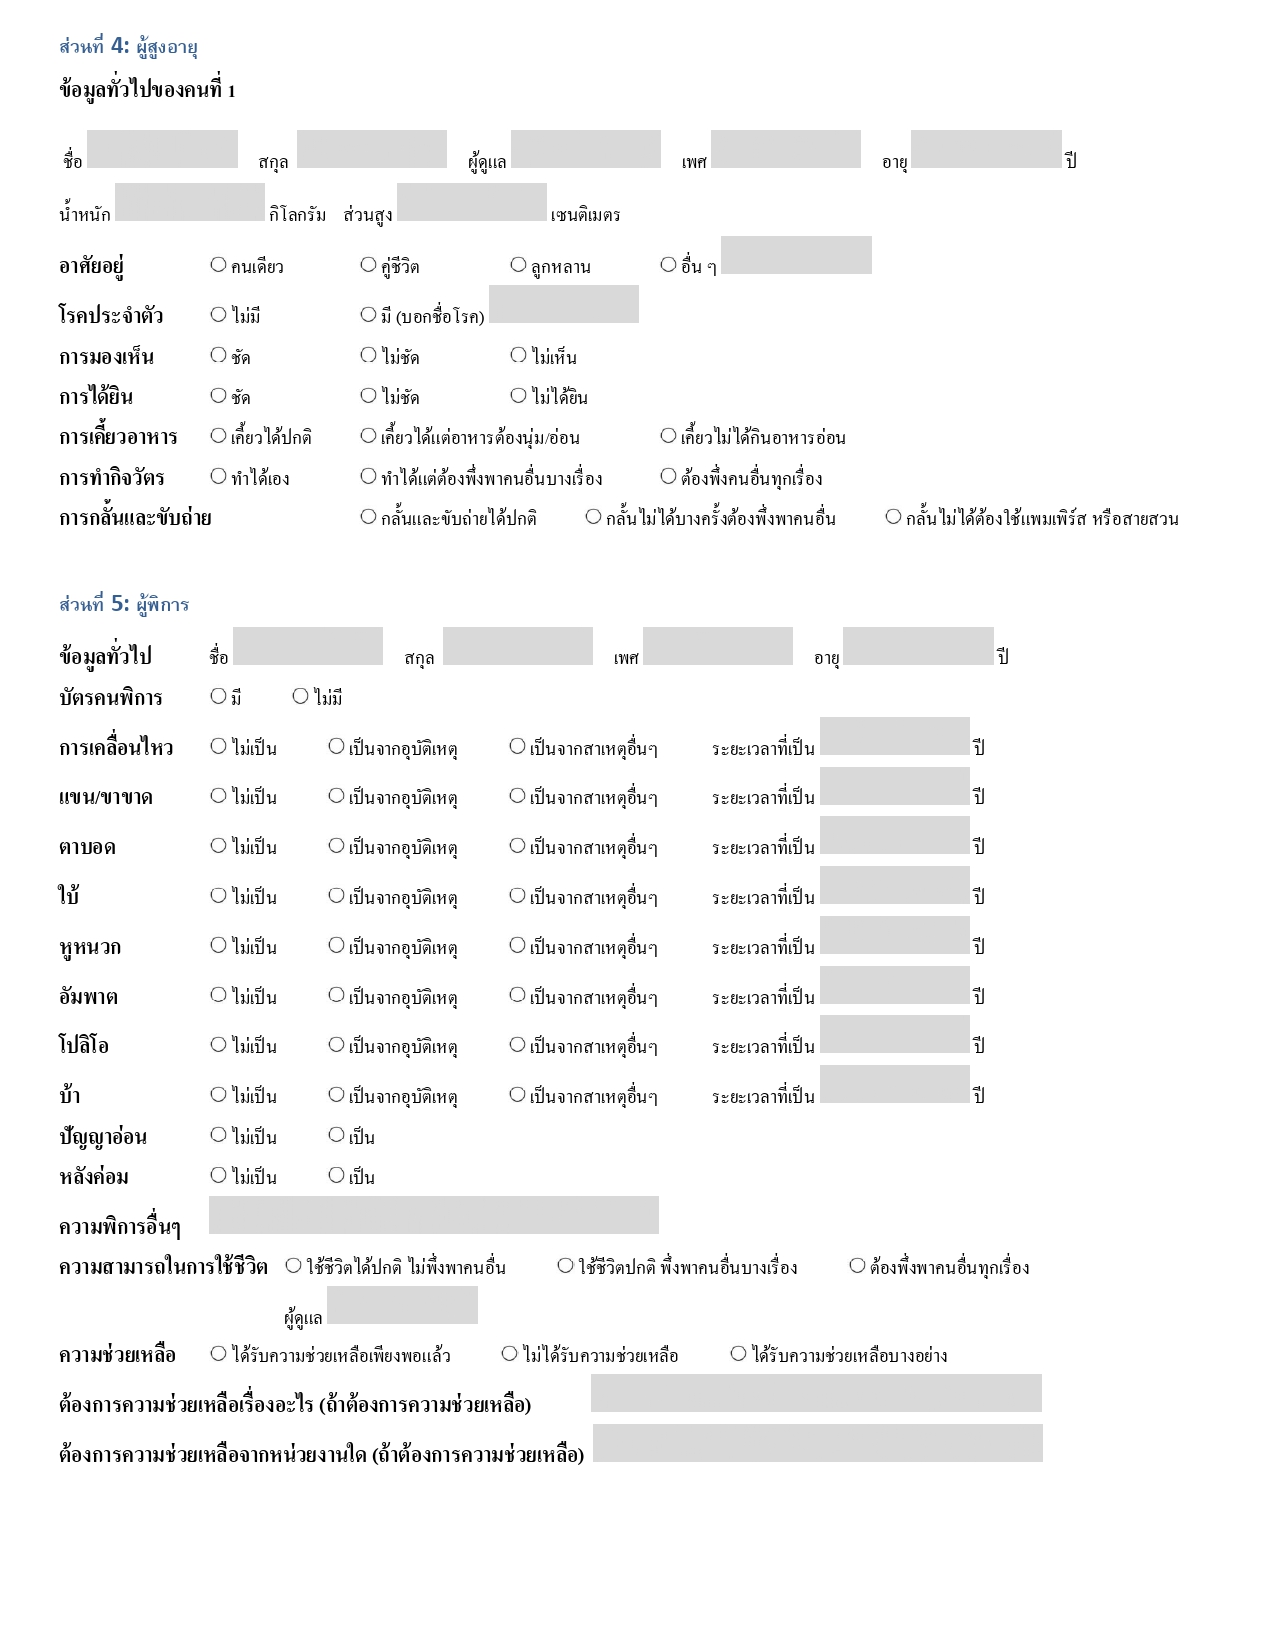 ส่วนที่ 4: ผู้สูงอายุ
ข้อมูลทั่วไปของคนที่ 1
ชื่อ สกุล ผู้ดูแล เพศ อายุ ปี
น้ำหนัก กิโลกรัม ส่วนสูง เซนติเมตร
อาศัยอยู่ คนเดียว คู่ชีวิต ลูกหลาน อื่น ๆ
โรคประจำตัว ไม่มี มี (บอกชื่อโรค)
การมองเห็น ชัด ไม่ชัด ไม่เห็น
การได้ยิน ชัด ไม่ชัด ไม่ได้ยิน
การเคี้ยวอาหาร เคี้ยวได้ปกติ เคี้ยวได้แต่อาหารต้องนุ่ม/อ่อน เคี้ยวไม่ได้กินอาหารอ่อน
การทำกิจวัตร ทำได้เอง ทำได้แต่ต้องพึ่งพาคนอื่นบางเรื่อง ต้องพึ่งคนอื่นทุกเรื่อง
การกลั้นและขับถ่าย กลั้นและขับถ่ายได้ปกติ กลั้นไม่ได้บางครั้งต้องพึ่งพาคนอื่น กลั้นไม่ได้ต้องใช้แพมเพิร์ส หรือสายสวน
ส่วนที่ 5: ผู้พิการ
ข้อมูลทั่วไป ชื่อ สกุล เพศ อายุ ปี
บัตรคนพิการ มี ไม่มี
การเคลื่อนไหว ไม่เป็น เป็นจากอุบัติเหตุ เป็นจากสาเหตุอื่นๆ ระยะเวลาที่เป็น ปี
แขน/ขาขาด ไม่เป็น เป็นจากอุบัติเหตุ เป็นจากสาเหตุอื่นๆ ระยะเวลาที่เป็น ปี
ตาบอด ไม่เป็น เป็นจากอุบัติเหตุ เป็นจากสาเหตุอื่นๆ ระยะเวลาที่เป็น ปี
ใบ้ ไม่เป็น เป็นจากอุบัติเหตุ เป็นจากสาเหตุอื่นๆ ระยะเวลาที่เป็น ปี
หูหนวก ไม่เป็น เป็นจากอุบัติเหตุ เป็นจากสาเหตุอื่นๆ ระยะเวลาที่เป็น ปี
อัมพาต ไม่เป็น เป็นจากอุบัติเหตุ เป็นจากสาเหตุอื่นๆ ระยะเวลาที่เป็น ปี
โปลิโอ ไม่เป็น เป็นจากอุบัติเหตุ เป็นจากสาเหตุอื่นๆ ระยะเวลาที่เป็น ปี
บ้า ไม่เป็น เป็นจากอุบัติเหตุ เป็นจากสาเหตุอื่นๆ ระยะเวลาที่เป็น ปี
ปัญญาอ่อน ไม่เป็น เป็น
หลังค่อม ไม่เป็น เป็น
ความพิการอื่นๆ
ความสามารถในการใช้ชีวิต ใช้ชีวิตได้ปกติ ไม่พึ่งพาคนอื่น ใช้ชีวิตปกติ พึ่งพาคนอื่นบางเรื่อง ต้องพึ่งพาคนอื่นทุกเรื่อง
ผู้ดูแล
ความช่วยเหลือ ได้รับความช่วยเหลือเพียงพอแล้ว ไม่ได้รับความช่วยเหลือ ได้รับความช่วยเหลือบางอย่าง
ต้องการความช่วยเหลือเรื่องอะไร (ถ้าต้องการความช่วยเหลือ)
ต้องการความช่วยเหลือจากหน่วยงานใด (ถ้าต้องการความช่วยเหลือ)